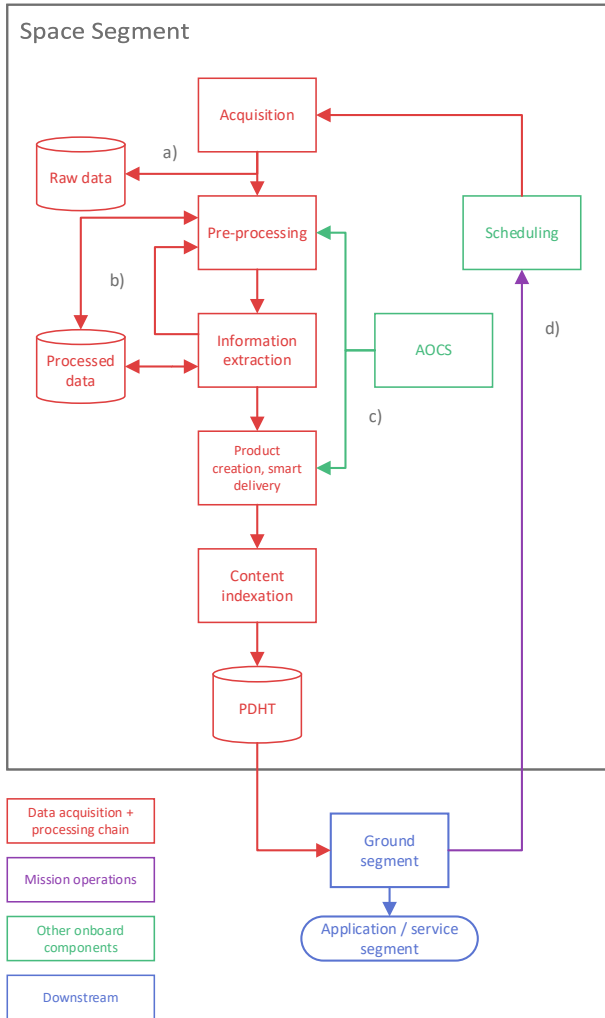 Space Segment
Acquisition
a)
Raw data
Pre-processing
Scheduling
b)
d)
Information
extraction
AOCS
Processed
data
c)
Product
creation, smart
delivery
Content
indexation
PDHT
Data acquisition +
processing chain
Ground
segment
Mission operations
Application / service
segment
Other onboard
components
Downstream